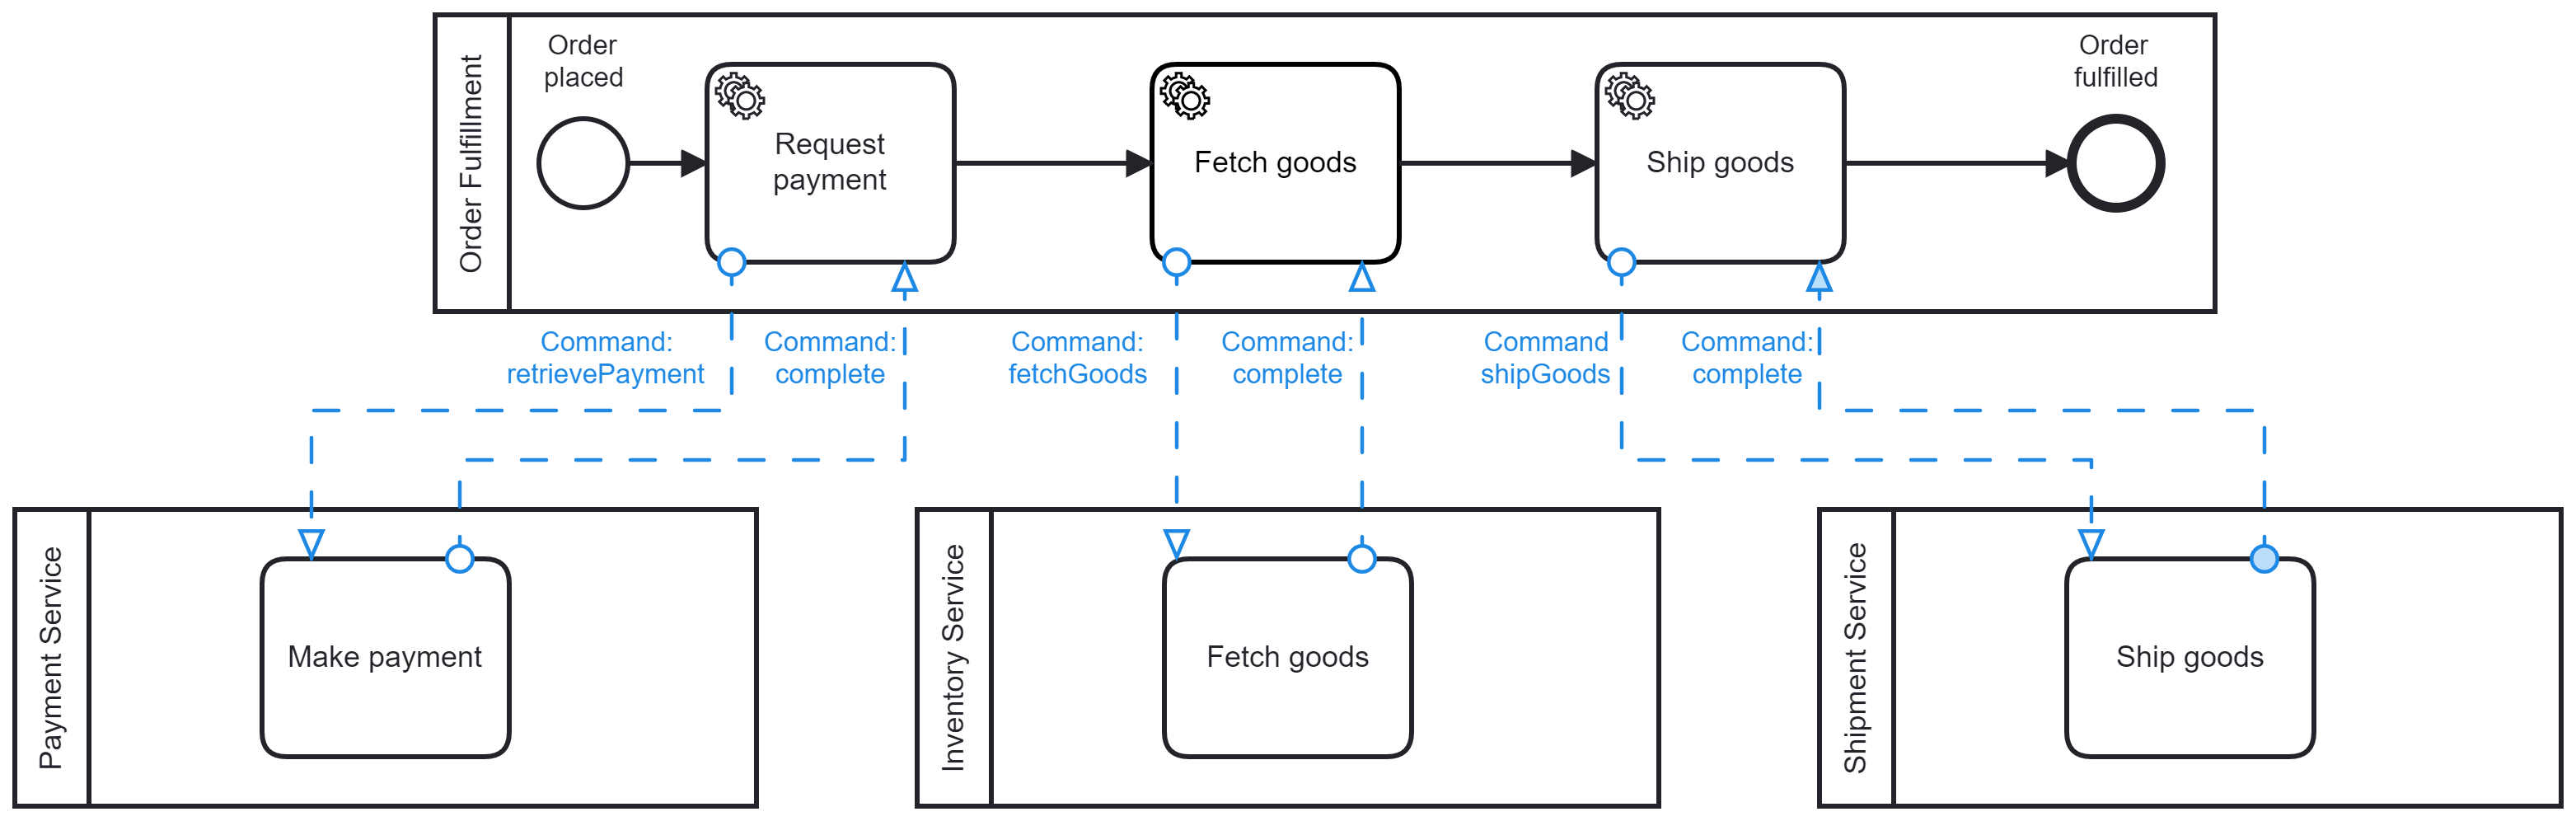 Order Fulfillment
Order
placed
Request
payment
Fetch goods
Ship goods
Order
fulfilled
Command:
retrievePayment
Command:
complete
Command:
fetchGoods
Command:
complete
Command
shipGoods
Command:
complete
Payment Service
Make payment
Inventory Service
Fetch goods
Shipment Service
Ship goods